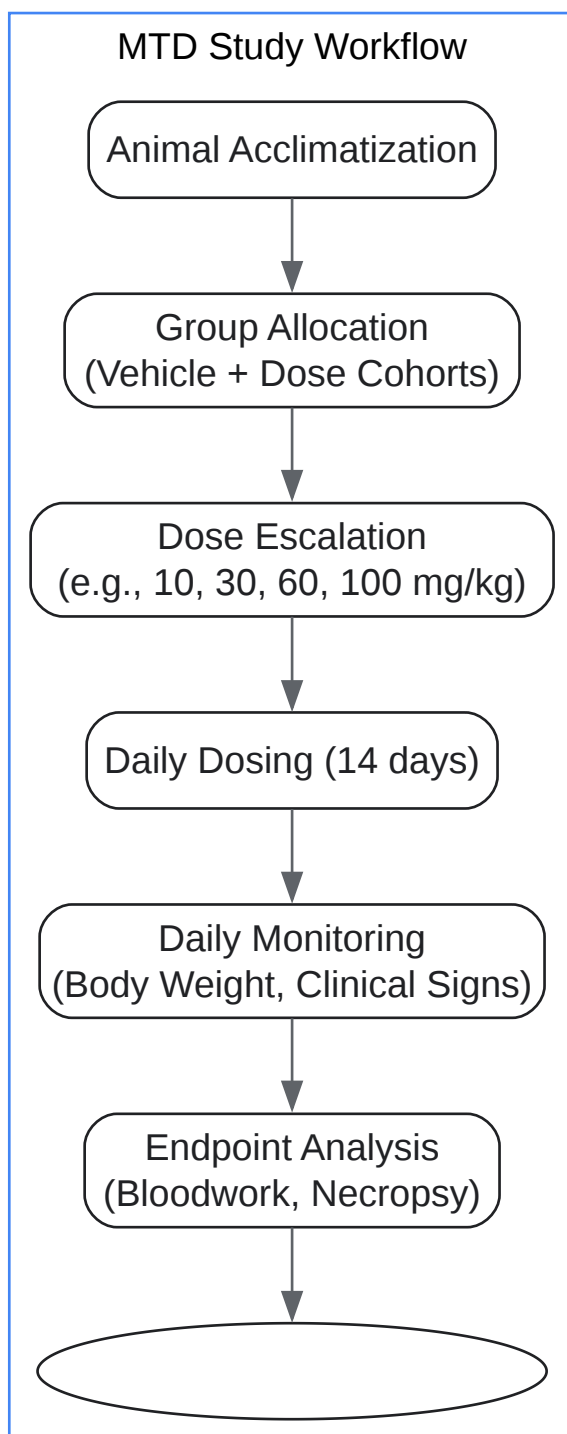 MTD Study Workflow
Animal Acclimatization
Group Allocation
(Vehicle + Dose Cohorts)
Dose Escalation
(e.g., 10, 30, 60, 100 mg/kg)
Daily Dosing (14 days)
Daily Monitoring
(Body Weight, Clinical Signs)
Endpoint Analysis
(Bloodwork, Necropsy)